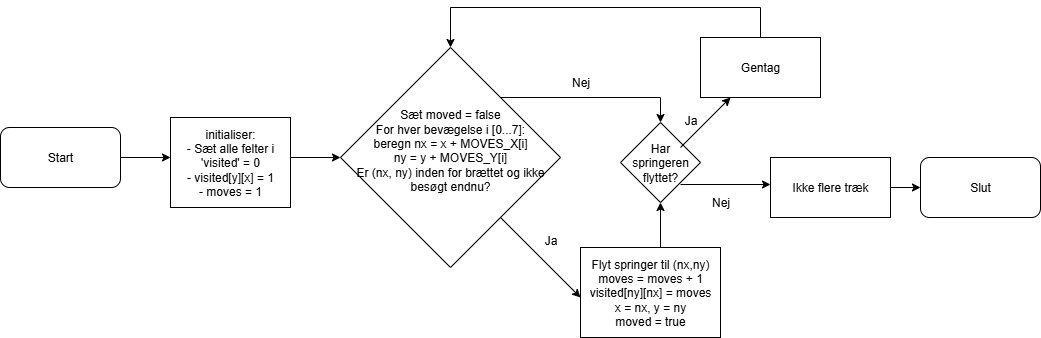 Start
initialiser:
- Sæt alle felter i
'visited' = 0
- visited[y][x] = 1
- moves = 1
Sæt moved = false
For hver bevægelse i [0...7]:
beregn nx = x + MOVES_X[i]
ny = y + MOVES_Y[i]
Er (nx, ny) inden for brættet og ikke
besøgt endnu?
Nej
Ja
Flyt springer til (nx,ny)
moves = moves + 1
visited[ny][nx] = moves
x = nx, y = ny
moved = true
Har
springeren
flyttet?
Ja
Gentag
Nej
Ikke flere træk
Slut